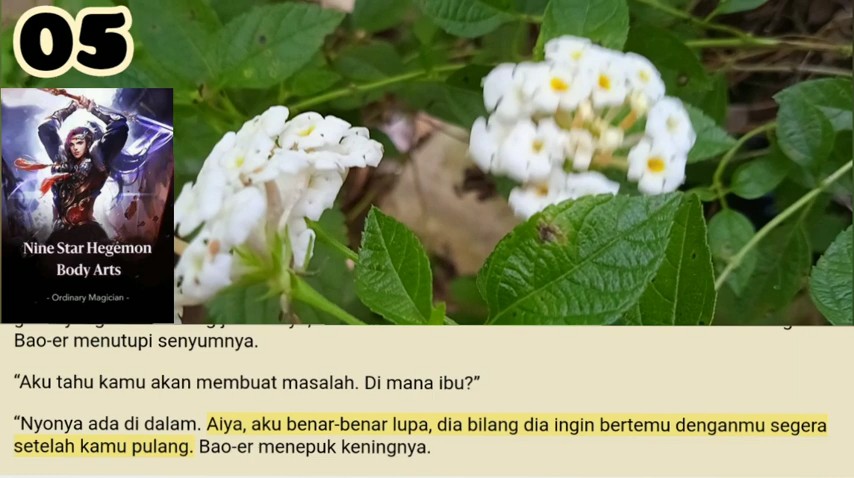 05
Nine Star Hegemon
Body Arts
- Ordinary Magician -
Bao-er menutupi senyumnya.
“Aku tahu kamu akan membuat masalah. Di mana ibu?”
“Nyonya ada di dalam. Aiya, aku benar-benar lupa, dia bilang dia ingin bertemu denganmu segera
setelah kamu pulang. Bao-er menepuk keningnya.